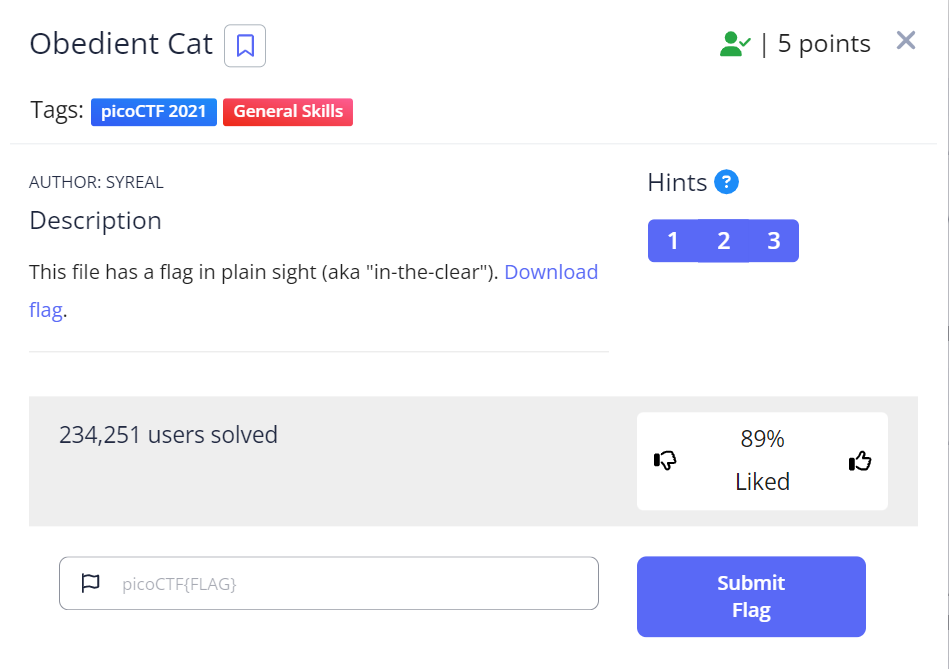 Obedient Cat
| 5 points
Tags: picoCTF 2021 General Skills
AUTHOR: SYREAL
Description
This file has a flag in plain sight (aka "in-the-clear"). Download
flag.
Hints ?
1 2 3
234,251 users solved
89%
Liked
picoCTF{FLAG}
Submit
Flag